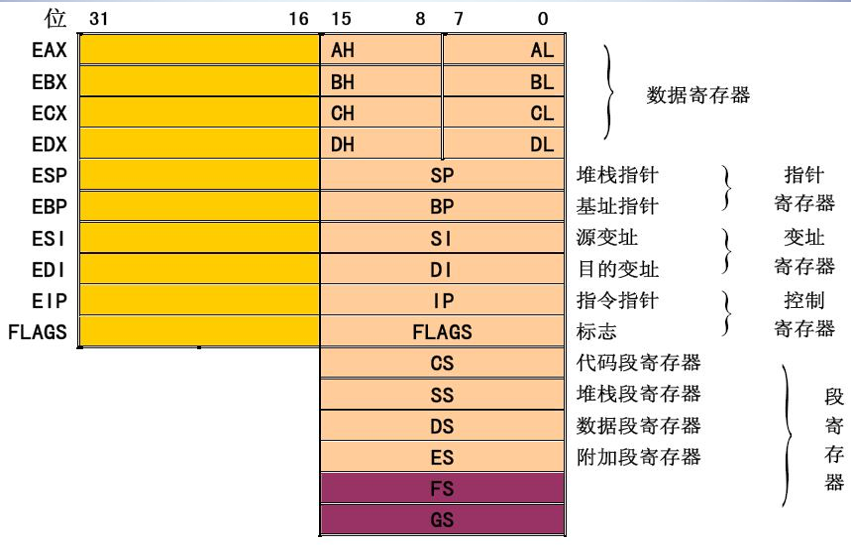 位 31 16 15 8 7 0
EAX AH AL
EBX BH BL
数据寄存器
ECX CH CL
EDX DH DL
ESP SP 堆栈指针 指针
EBP BP 基址指针 寄存器
ESI SI 源变址 变址
EDI DI 目的变址 寄存器
EIP IP 指令指针 控制
FLAGS FLAGS 标志 寄存器
CS 代码段寄存器
SS 堆栈段寄存器 段
DS 数据段寄存器 寄
ES 附加段寄存器 存
FS 器
GS